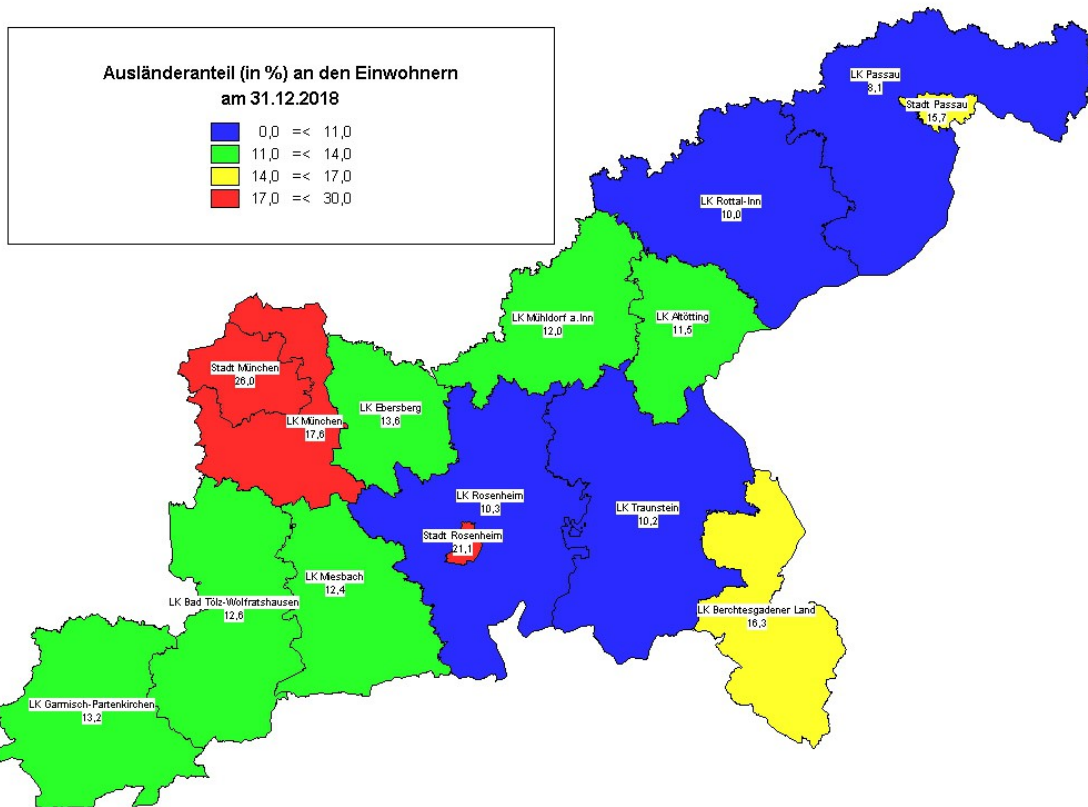 Ausländeranteil (in %) an den Einwohnern
am 31.12.2018
0,0 =< 11,0
11,0 =< 14,0
14,0 =< 17,0
17,0 =< 30,0
LK Passau
8,1
Stadt Passau
15,7
LK Rottal-Inn
10,0
LK Mühldorf a.Inn
12,0
LK Altötting
11,5
Stadt München
26,0
LK Ebersberg
13,6
LK München
17,6
LK Rosenheim
10,3
LK Traunstein
10,2
Stadt Rosenheim
21,1
LK Miesbach
12,4
LK Bad Tölz-Wolfratshausen
12,6
LK Berchtesgadener Land
16,3
LK Garmisch-Partenkirchen
13,2